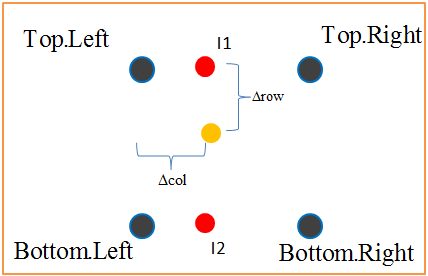 Top.Left
I1
Top.Right
Δrow
Δcol
Bottom.Left
I2
Bottom.Right